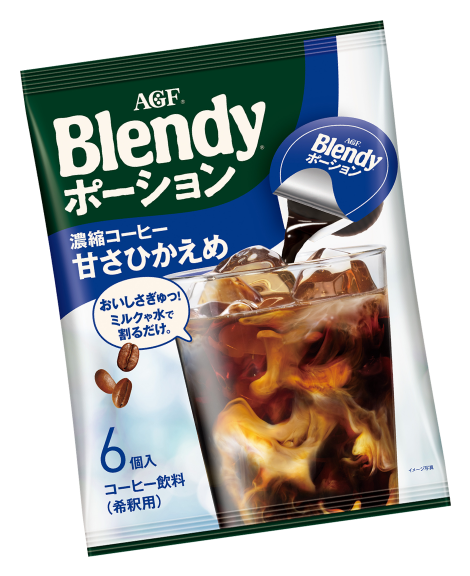 AGF®
Blendy®
ポーション
濃縮コーヒー
甘さひかえめ
AGF®
Blendy
ポーション
おいしさぎゅっ!
ミルクや水で
割るだけ。
6個入
コーヒー飲料
(希釈用)
イメージ写真